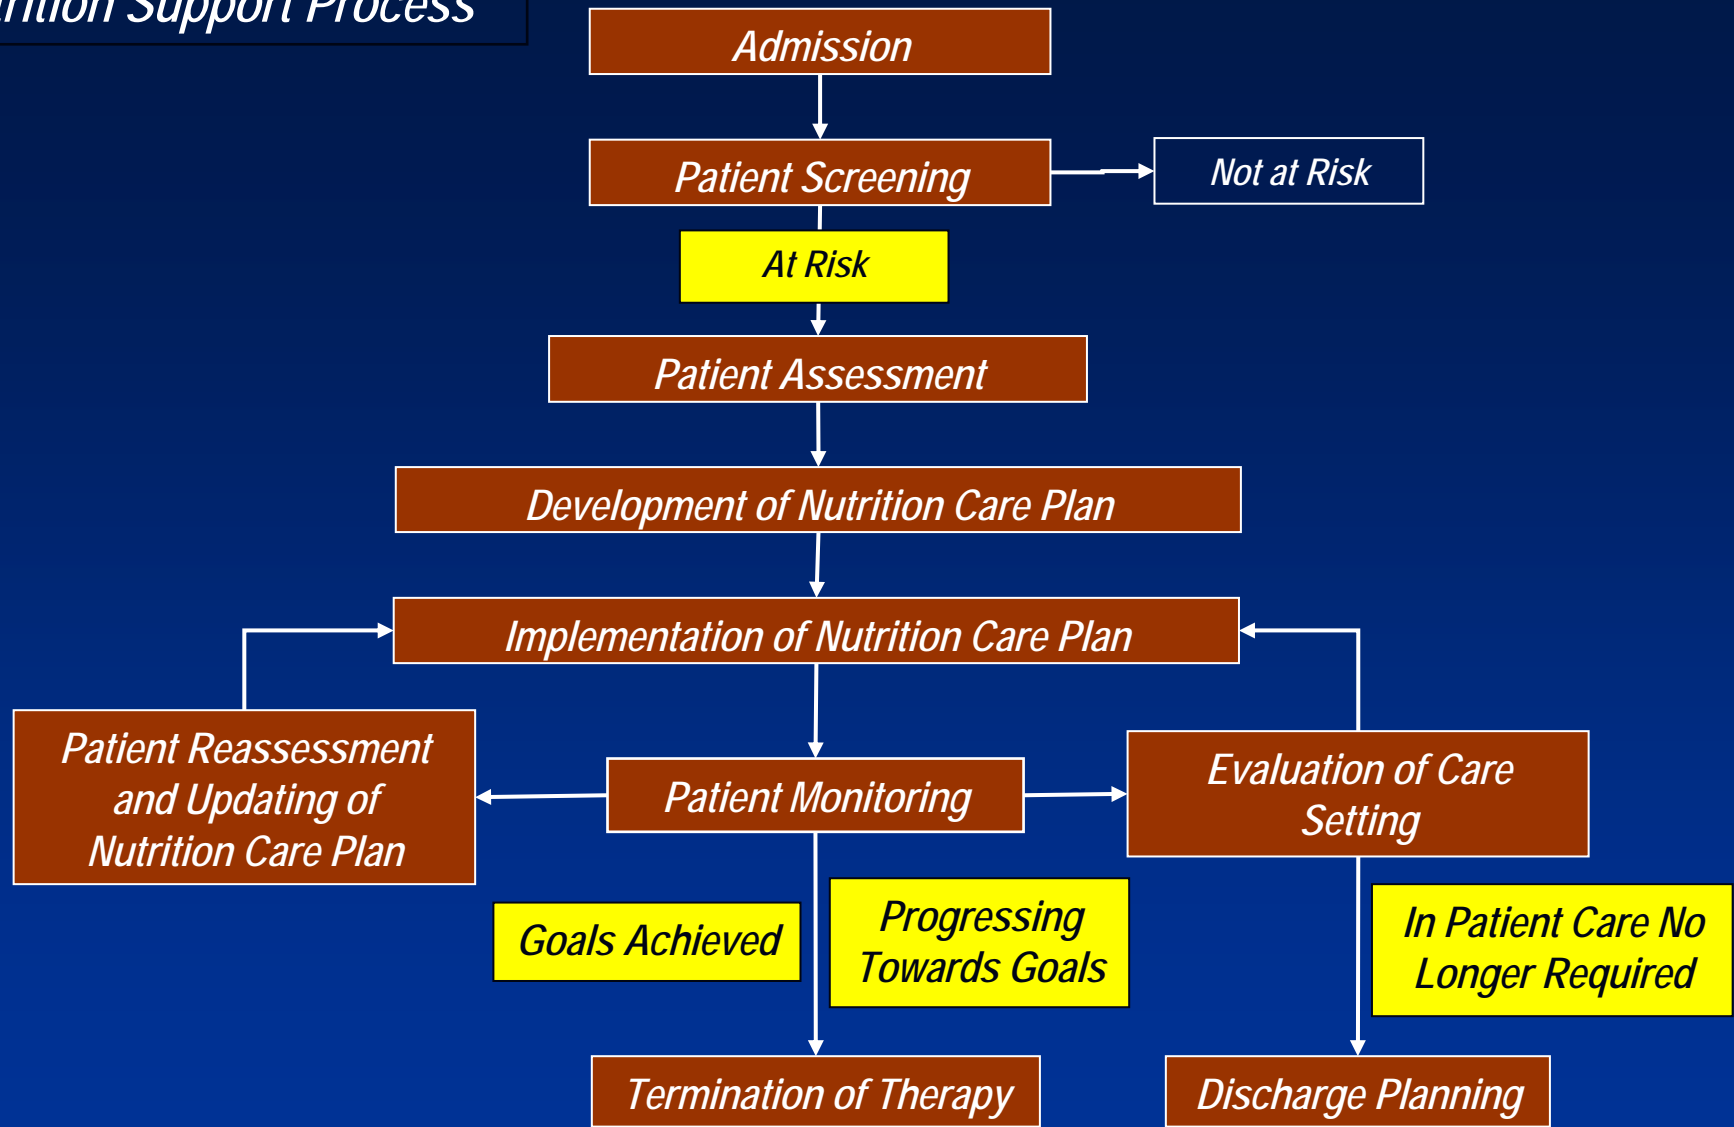 Support Process
Admission
Patient Screening
Not at Risk
At Risk
Patient Assessment
Development of Nutrition Care Plan
Implementation of Nutrition Care Plan
Patient Reassessment
and Updating of
Nutrition Care Plan
Patient Monitoring
Evaluation of Care
Setting
Goals Achieved
Progressing
Towards Goals
In Patient Care No
Longer Required
Termination of Therapy
Discharge Planning